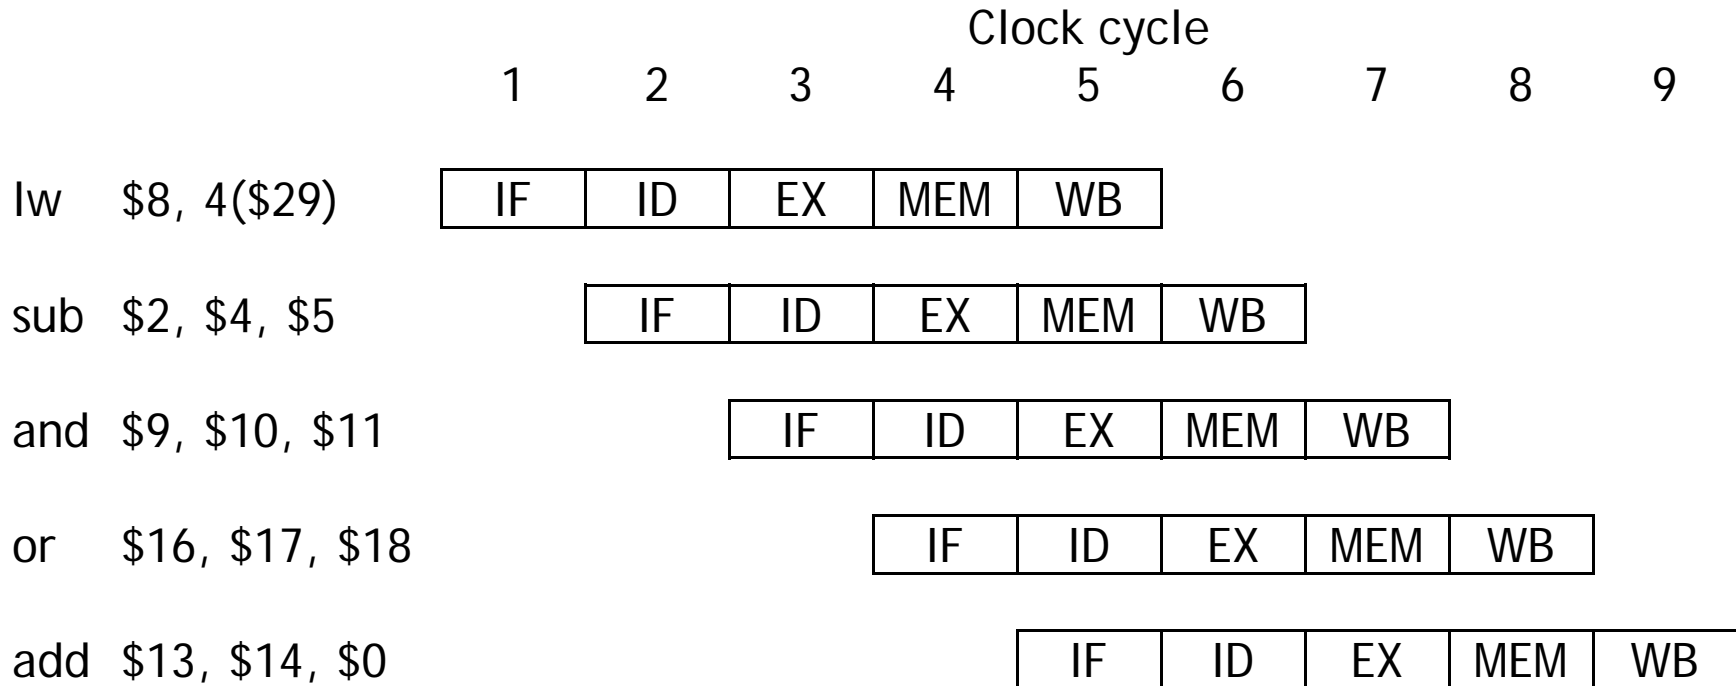 Clock cycle
1 2 3 4 5 6 7 8 9
lw $8, 4($29) IF ID EX MEM WB
sub $2, $4, $5 IF ID EX MEM WB
and $9, $10, $11 IF ID EX MEM WB
or $16, $17, $18 IF ID EX MEM WB
add $13, $14, $0 IF ID EX MEM WB